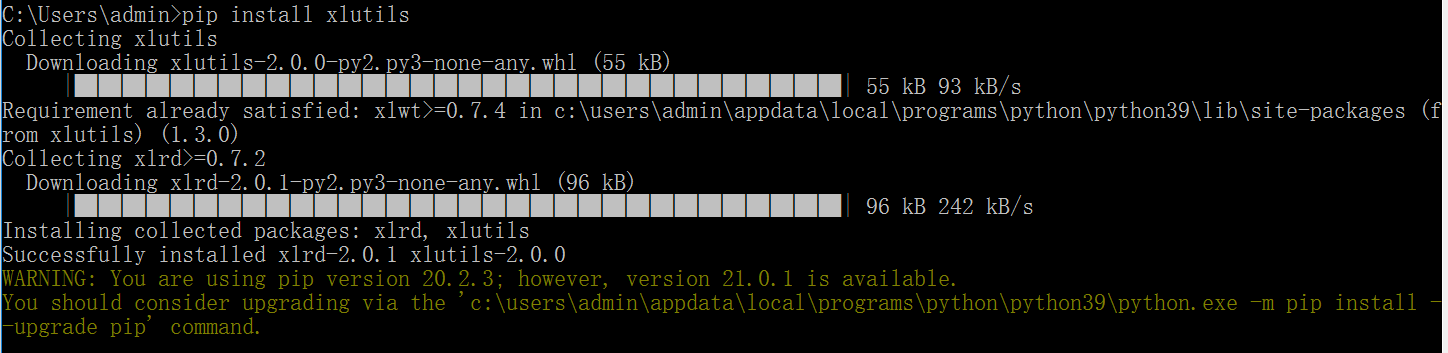 C:\Users\admin>pip install xlutils
Collecting xlutils
  Downloading xlutils-2.0.0-py2.py3-none-any.whl (55 kB)
     |████████████████████████████████| 55 kB 93 kB/s
Requirement already satisfied: xlwt>=0.7.4 in c:\users\admin\appdata\local\programs\python\python39\lib\site-packages (f
rom xlutils) (1.3.0)
Collecting xlrd>=0.7.2
  Downloading xlrd-2.0.1-py2.py3-none-any.whl (96 kB)
     |████████████████████████████████| 96 kB 242 kB/s
Installing collected packages: xlrd, xlutils
Successfully installed xlrd-2.0.1 xlutils-2.0.0
WARNING: You are using pip version 20.2.3; however, version 21.0.1 is available.
You should consider upgrading via the 'c:\users\admin\appdata\local\programs\python\python39\python.exe -m pip install -
-upgrade pip' command.